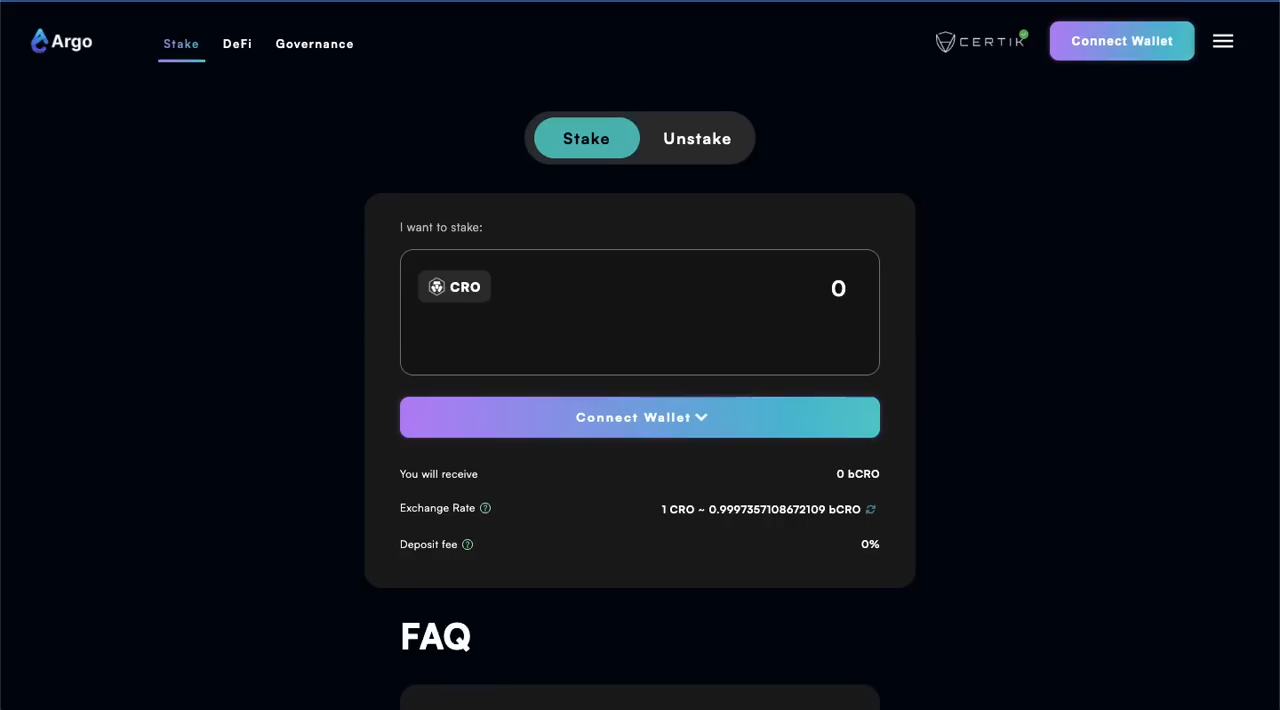 Argo
Stake DeFi Governance
CERTIK
Connect Wallet
Stake Unstake
I want to stake:
CRO 0
Connect Wallet
You will receive 0 bCRO
Exchange Rate ? 1 CRO ~ 0.9997357108672109 bCRO
Deposit fee ? 0%
FAQ